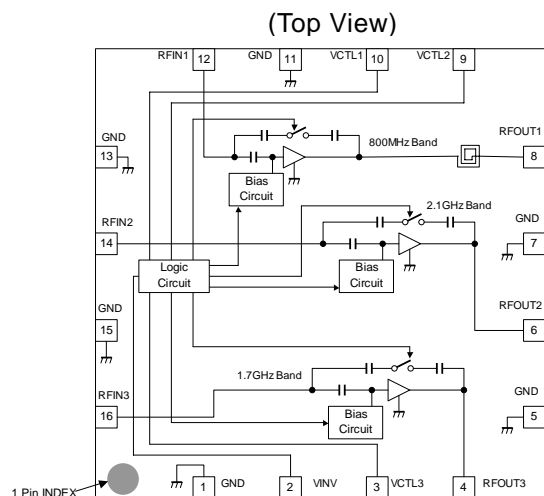 (Top View)
RFIN1
GND
VCTL1
VCTL2
12
11
10
9
GND
13
800MHz Band
RFOUT1
8
Bias
Circuit
RFIN2
14
2.1GHz Band
GND
7
Logic
Circuit
Bias
Circuit
GND
15
RFOUT2
6
1.7GHz Band
RFIN3
16
GND
5
Bias
Circuit
1 Pin INDEX
1
GND
2
VINV
3
VCTL3
4
RFOUT3